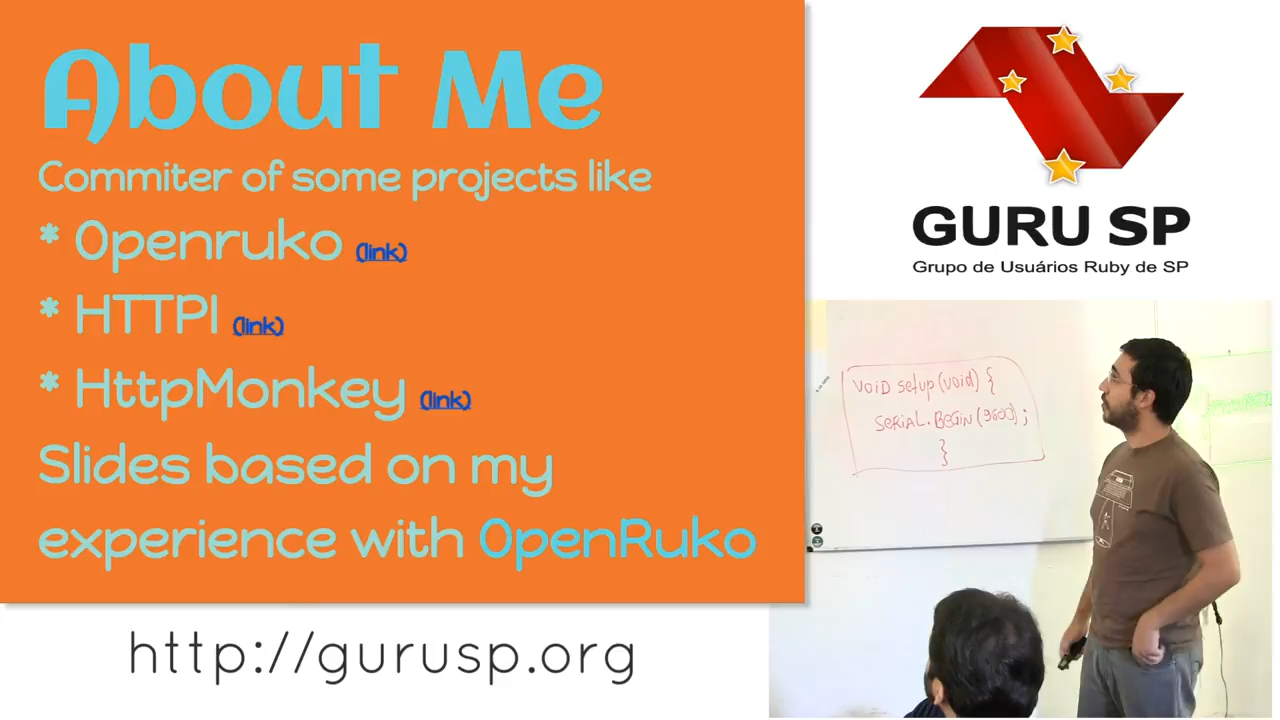 About Me
Commiter of some projects like
* Openruko (link)
* HTTPI (link)
* HttpMonkey (link)
Slides based on my
experience with OpenRuko
http://gurusp.org
GURU SP
Grupo de Usuários Ruby de SP
void setup(void) {
SERIAL.BEGIN(9600);
}